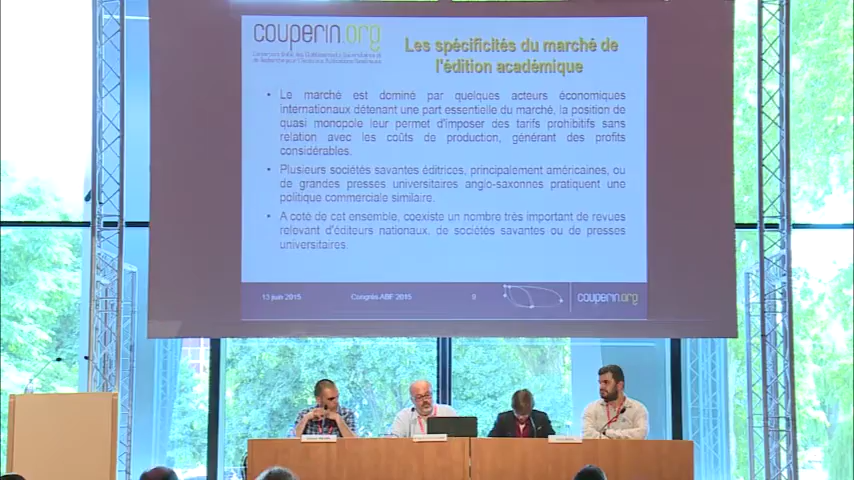 couperin.org
Les spécificités du marché de
l'édition académique
• Le marché est dominé par quelques acteurs économiques
internationaux détenant une part essentielle du marché, la position de
quasi monopole leur permet d'imposer des tarifs prohibitifs sans
relation avec les coûts de production, générant des profits
considérables.
• Plusieurs sociétés savantes éditrices, principalement américaines, ou
de grandes presses universitaires anglo-saxonnes pratiquent une
politique commerciale similaire.
• A coté de cet ensemble, coexiste un nombre très important de revues
relevant d'éditeurs nationaux, de sociétés savantes ou de presses
universitaires.
13 juin 2015
Congrès ABF 2015
couperin.org